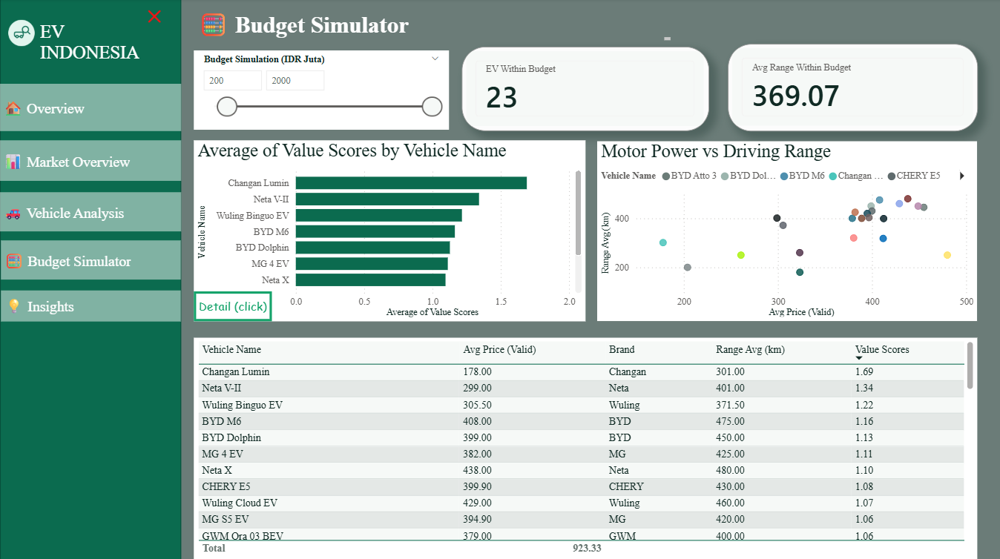 EV
INDONESIA
Overview
Market Overview
Vehicle Analysis
Budget Simulator
Insights
Budget Simulator
Budget Simulation (IDR Juta)
200 2000
EV Within Budget
23
Avg Range Within Budget
369.07
Average of Value Scores by Vehicle Name
Vehicle Name
Changan Lumin
Neta V-II
Wuling Binguo EV
BYD M6
BYD Dolphin
MG 4 EV
Neta X
0.0 0.5 1.0 1.5 2.0
Average of Value Scores
Detail (click)
Motor Power vs Driving Range
Vehicle Name BYD Atto 3 BYD Dol... BYD M6 Changan ... CHERY E5
Range Avg (km)
400
200
200 300 400 500
Avg Price (Valid)
Vehicle Name Avg Price (Valid) Brand Range Avg (km) Value Scores
Changan Lumin 178.00 Changan 301.00 1.69
Neta V-II 299.00 Neta 401.00 1.34
Wuling Binguo EV 305.50 Wuling 371.50 1.22
BYD M6 408.00 BYD 475.00 1.16
BYD Dolphin 399.00 BYD 450.00 1.13
MG 4 EV 382.00 MG 425.00 1.11
Neta X 438.00 Neta 480.00 1.10
CHERY E5 399.90 CHERY 430.00 1.08
Wuling Cloud EV 429.00 Wuling 460.00 1.07
MG S5 EV 394.90 MG 420.00 1.06
GWM Ora 03 BEV 379.00 GWM 400.00 1.06
Total 923.33